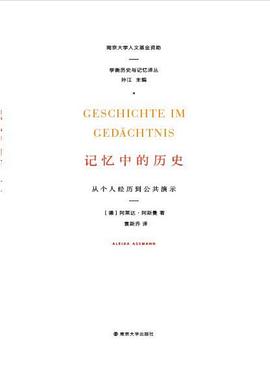 南京大学人文基金资助
学衡历史与记忆译丛
孙江 主编
GESCHICHTE IM
GEDÄCHTNIS
记忆中的历史
从个人经历到公共演示
[德] 阿莱达·阿斯曼 著
袁斯乔 译
ALEIDA ASSMANN
南京大学出版社